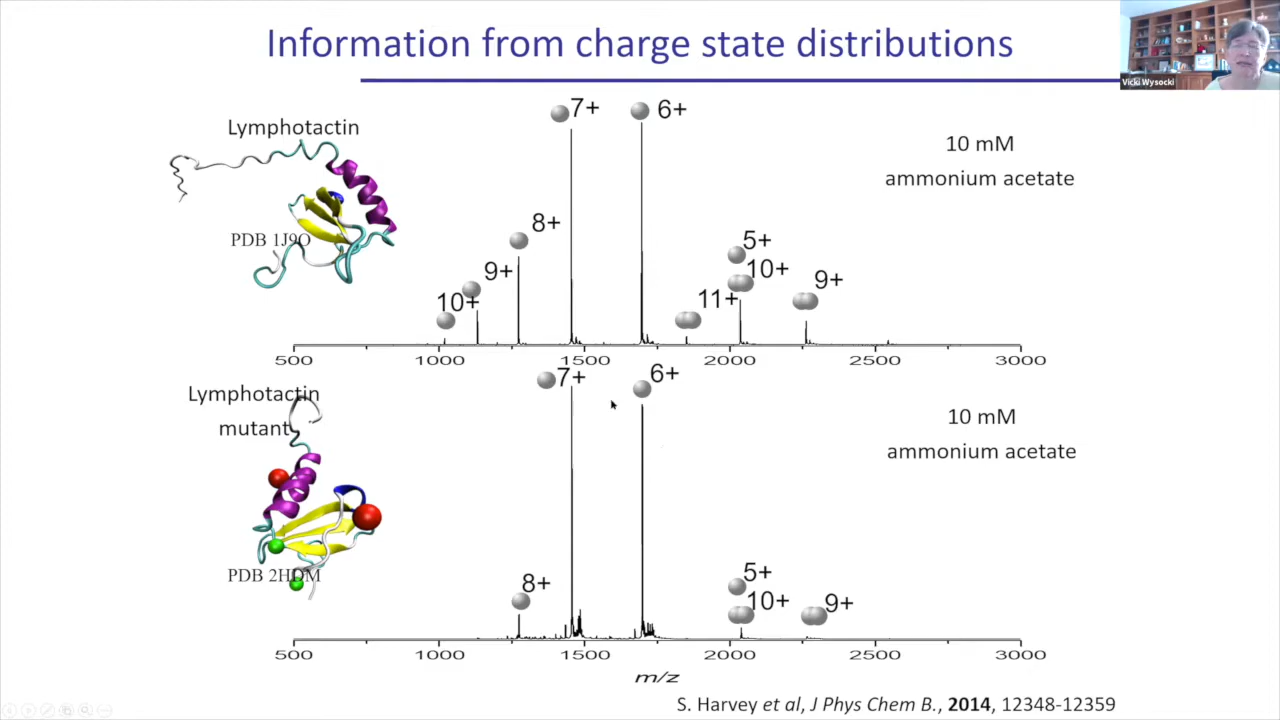 Information from charge state distributions
Vicki Wysocki
Lymphotactin
PDB 1J9O
10+
9+
8+
7+
6+
11+
5+
10+
9+
10 mM
ammonium acetate
500 1000 1500 2000 2500 3000
Lymphotactin
mutant
PDB 2HDM
8+
7+
6+
5+
10+
9+
10 mM
ammonium acetate
500 1000 1500 2000 2500 3000
m/z
S. Harvey et al, J Phys Chem B., 2014, 12348-12359